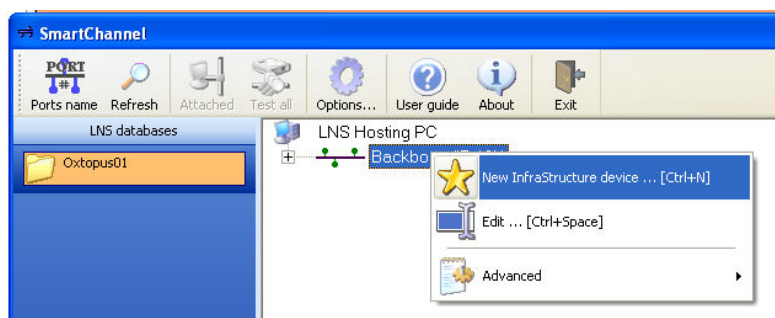 SmartChannel
PORT
#
Ports name Refresh Attached Test all Options... User guide About Exit
LNS databases
Oxtopus01
LNS Hosting PC
Backbo
New InfraStructure device ... [Ctrl+N]
Edit ... [Ctrl+Space]
Advanced